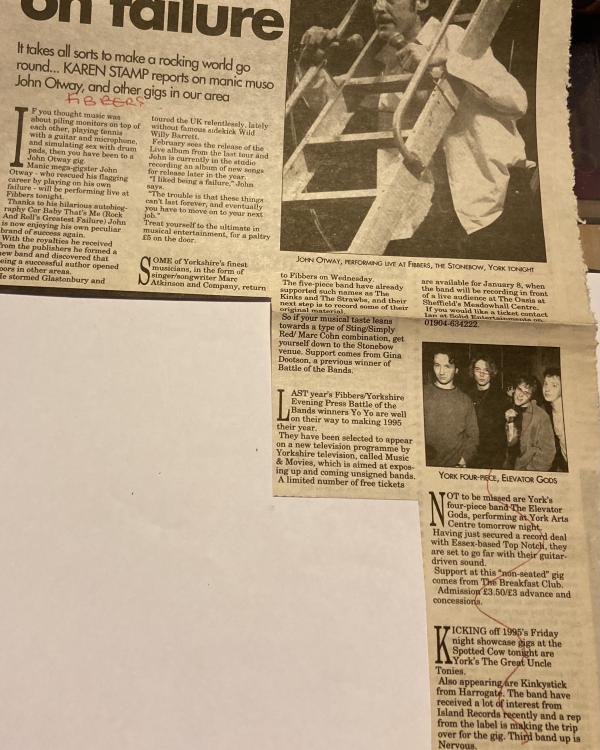 on failure
It takes all sorts to make a rocking world go
round... KAREN STAMP reports on manic muso
John Otway, and other gigs in our area
FIBBERS
IF you thought music was
about piling monitors on top of
each other, playing tennis
with a guitar and microphone,
and simulating sex with drum
pads, then you have been to a
John Otway gig.
Manic mega-gigster John
Otway - who rescued his flagging
career by playing on his own
failure - will be performing live at
Fibbers tonight.
Thanks to his hilarious autobiog-
raphy Cor Baby That's Me (Rock
And Roll's Greatest Failure) John
is now enjoying his own peculiar
brand of success again.
With the royalties he received
from the publishers he formed a
new band and discovered that
being a successful author opened
doors in other areas.
He stormed Glastonbury and
toured the UK relentlessly, lately
without famous sidekick Wild
Willy Barrett.
February sees the release of the
Live album from the last tour and
John is currently in the studio
recording an album of new songs
for release later in the year.
"I liked being a failure," John
says.
"The trouble is that these things
can't last forever, and eventually
you have to move on to your next
job."
Treat yourself to the ultimate in
musical entertainment, for a paltry
£5 on the door.
SOME of Yorkshire's finest
musicians, in the form of
singer/songwriter Marc
Atkinson and Company, return
JOHN OTWAY, PERFORMING LIVE AT FIBBERS, THE STONEBOW, YORK TONIGHT
to Fibbers on Wednesday.
The five-piece band have already
supported such names as The
Kinks and The Strawbs, and their
next step is to record some of their
original material.
So if your musical taste leans
towards a type of Sting/Simply
Red/ Marc Cohn combination, get
yourself down to the Stonebow
venue. Support comes from Gina
Dootson, a previous winner of
Battle of the Bands.
LAST year's Fibbers/Yorkshire
Evening Press Battle of the
Bands winners Yo Yo are well
on their way to making 1995
their year.
They have been selected to appear
on a new television programme by
Yorkshire television, called Music
& Movies, which is aimed at expos-
ing up and coming unsigned bands.
A limited number of free tickets
are available for January 8, when
the band will be recording in front
of a live audience at The Oasis at
Sheffield's Meadowhall Centre.
If you would like a ticket contact
Ian at Solid Entertainments on
01904-634222.
YORK FOUR-PIECE, ELEVATOR GODS
NOT to be missed are York's
four-piece band The Elevator
Gods, performing at York Arts
Centre tomorrow night.
Having just secured a record deal
with Essex-based Top Notch, they
are set to go far with their guitar-
driven sound.
Support at this "non-seated" gig
comes from The Breakfast Club.
Admission £3.50/£3 advance and
concessions.
KICKING off 1995's Friday
night showcase gigs at the
Spotted Cow tonight are
York's The Great Uncle
Tonies.
Also appearing are Kinkystick
from Harrogate. The band have
received a lot of interest from
Island Records recently and a rep
from the label is making the trip
over for the gig. Third band up is
Nervous.